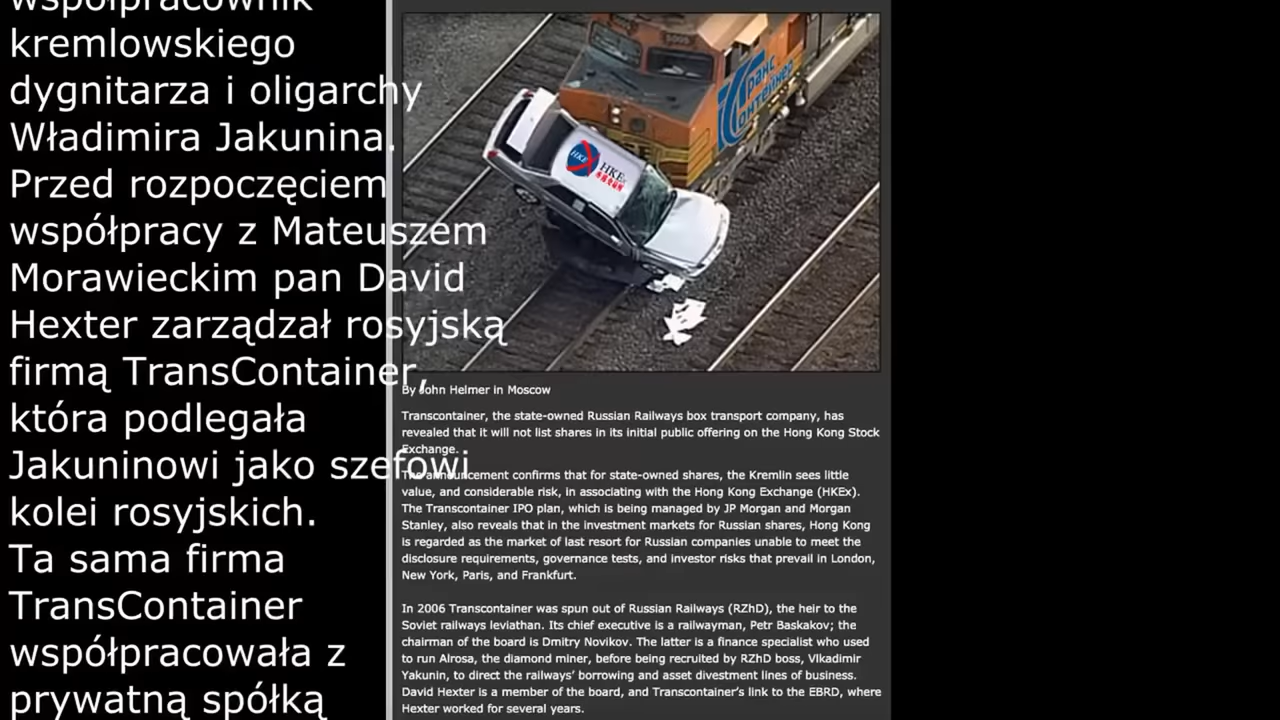 współpracownik
kremlowskiego
dygnitarza i oligarchy
Władimira Jakunina.
Przed rozpoczęciem
współpracy z Mateuszem
Morawieckim pan David
Hexter zarządzał rosyjską
firmą TransContainer,
która podlegała
Jakuninowi jako szefowi
kolei rosyjskich.
Ta sama firma
TransContainer
współpracowała z
prywatną spółką
Транс
Контейнер
HKEx
HKEx
By John Helmer in Moscow
Transcontainer, the state-owned Russian Railways box transport company, has
revealed that it will not list shares in its initial public offering on the Hong Kong Stock
Exchange.
The announcement confirms that for state-owned shares, the Kremlin sees little
value, and considerable risk, in associating with the Hong Kong Exchange (HKEx).
The Transcontainer IPO plan, which is being managed by JP Morgan and Morgan
Stanley, also reveals that in the investment markets for Russian shares, Hong Kong
is regarded as the market of last resort for Russian companies unable to meet the
disclosure requirements, governance tests, and investor risks that prevail in London,
New York, Paris, and Frankfurt.
In 2006 Transcontainer was spun out of Russian Railways (RZhD), the heir to the
Soviet railways leviathan. Its chief executive is a railwayman, Petr Baskakov; the
chairman of the board is Dmitry Novikov. The latter is a finance specialist who used
to run Alrosa, the diamond miner, before being recruited by RZhD boss, Vlkadimir
Yakunin, to direct the railways’ borrowing and asset divestment lines of business.
David Hexter is a member of the board, and Transcontainer’s link to the EBRD, where
Hexter worked for several years.